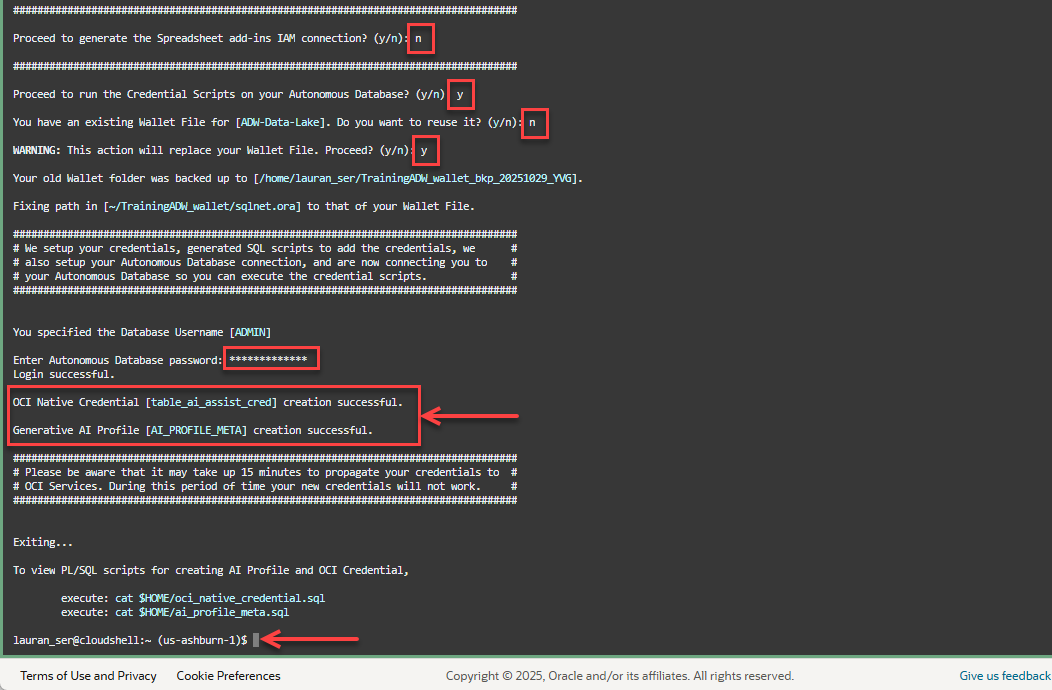 ########################################################################################
Proceed to generate the Spreadsheet add-ins IAM connection? (y/n): n
########################################################################################
Proceed to run the Credential Scripts on your Autonomous Database? (y/n) y
You have an existing Wallet File for [ADW-Data-Lake]. Do you want to reuse it? (y/n): n
WARNING: This action will replace your Wallet File. Proceed? (y/n): y
Your old Wallet folder was backed up to [/home/lauran_ser/TrainingADW_wallet_bkp_20251029_YVG].
Fixing path in [~/TrainingADW_wallet/sqlnet.ora] to that of your Wallet File.
########################################################################################
# We setup your credentials, generated SQL scripts to add the credentials, we #
# also setup your Autonomous Database connection, and are now connecting you to #
# your Autonomous Database so you can execute the credential scripts. #
########################################################################################
You specified the Database Username [ADMIN]
Enter Autonomous Database password: *************
Login successful.
OCI Native Credential [table_ai_assist_cred] creation successful.
Generative AI Profile [AI_PROFILE_META] creation successful.
########################################################################################
# Please be aware that it may take up 15 minutes to propagate your credentials to #
# OCI Services. During this period of time your new credentials will not work. #
########################################################################################
Exiting...
To view PL/SQL scripts for creating AI Profile and OCI Credential,
execute: cat $HOME/oci_native_credential.sql
execute: cat $HOME/ai_profile_meta.sql
lauran_ser@cloudshell:~ (us-ashburn-1)$
Terms of Use and Privacy Cookie Preferences Copyright © 2025, Oracle and/or its affiliates. All rights reserved. Give us feedback